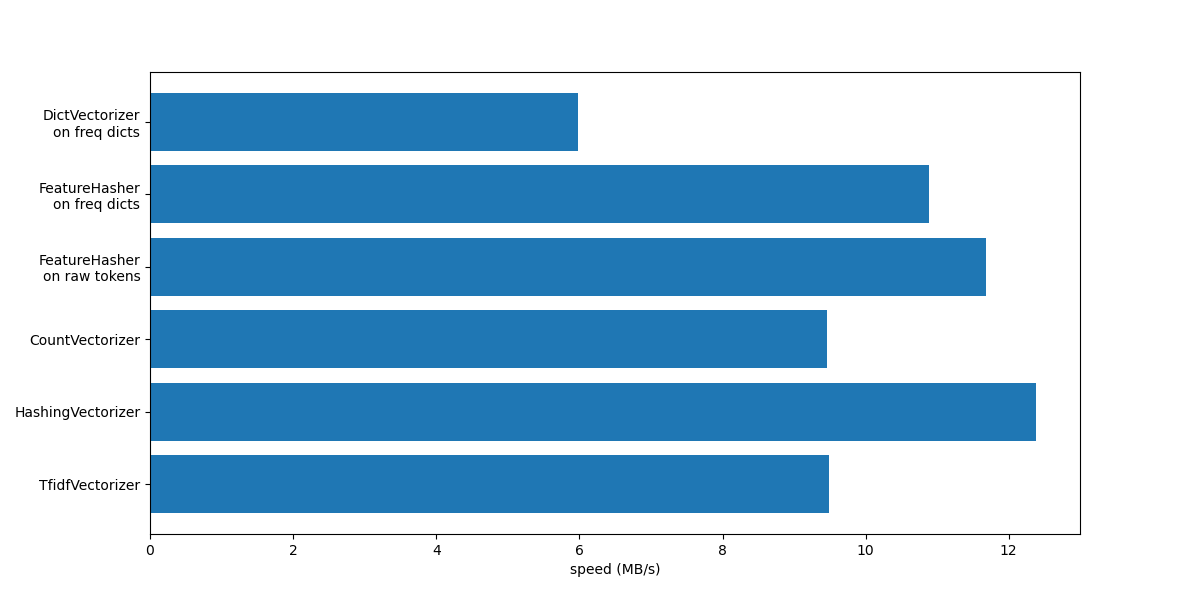 DictVectorizer
on freq dicts
FeatureHasher
on freq dicts
FeatureHasher
on raw tokens
CountVectorizer
HashingVectorizer
TfidfVectorizer
0 2 4 6 8 10 12
speed (MB/s)